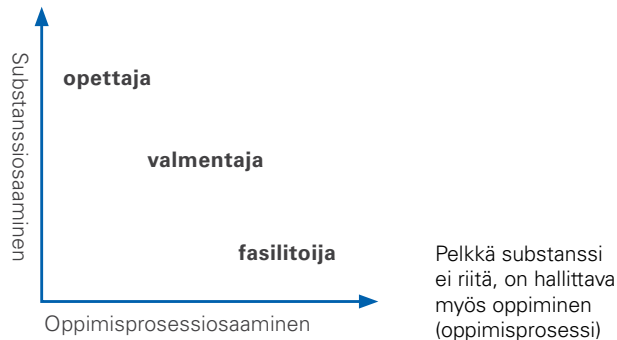 Substanssiosaaminen
opettaja
valmentaja
fasilitoija
Oppimisprosessiosaaminen
Pelkkä substanssi
ei riitä, on hallittava
myös oppiminen
(oppimisprosessi)